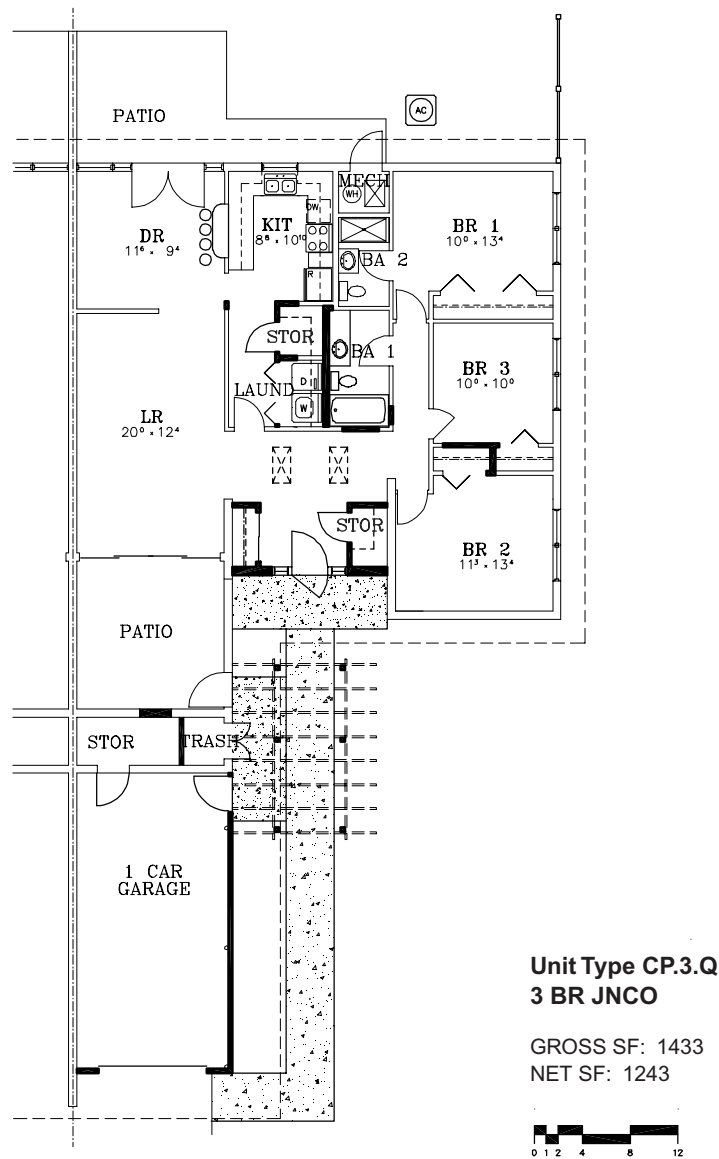 AC
PATIO
MECH
WH
DW
KIT
8⁶ × 10¹⁰
BR 1
10⁰ × 13⁴
DR
11⁶ × 9⁴
BA 2
R
STOR
BA 1
BR 3
10⁰ × 10⁰
D
LAUND
W
LR
20⁰ × 12⁴
STOR
BR 2
11³ × 13⁴
PATIO
STOR
TRASH
1 CAR
GARAGE
Unit Type CP.3.Q
3 BR JNCO
GROSS SF: 1433
NET SF: 1243
0 1 2 4 8 12